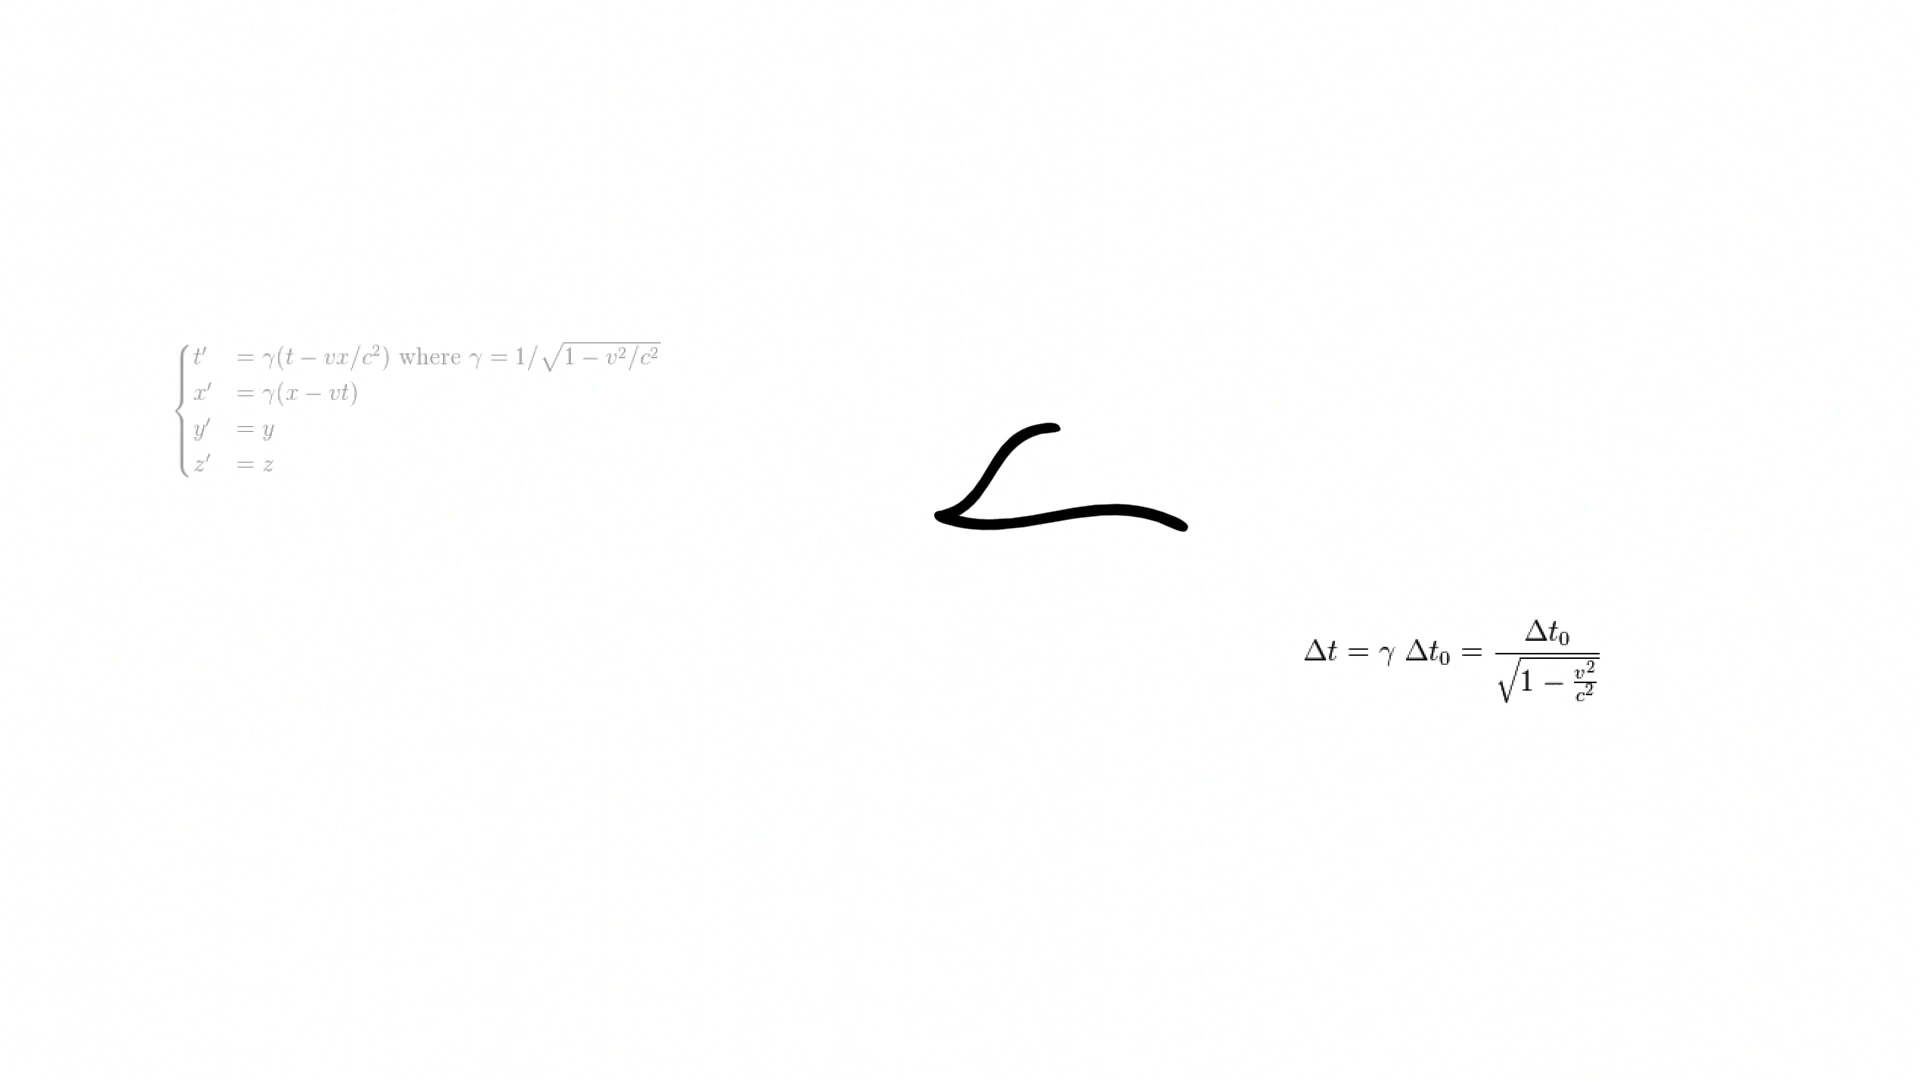 t′ = γ(t − vx/c²) where γ = 1/√(1 − v²/c²)
x′ = γ(x − vt)
y′ = y
z′ = z
Δt = γ Δt₀ = Δt₀ / √(1 − v²/c²)